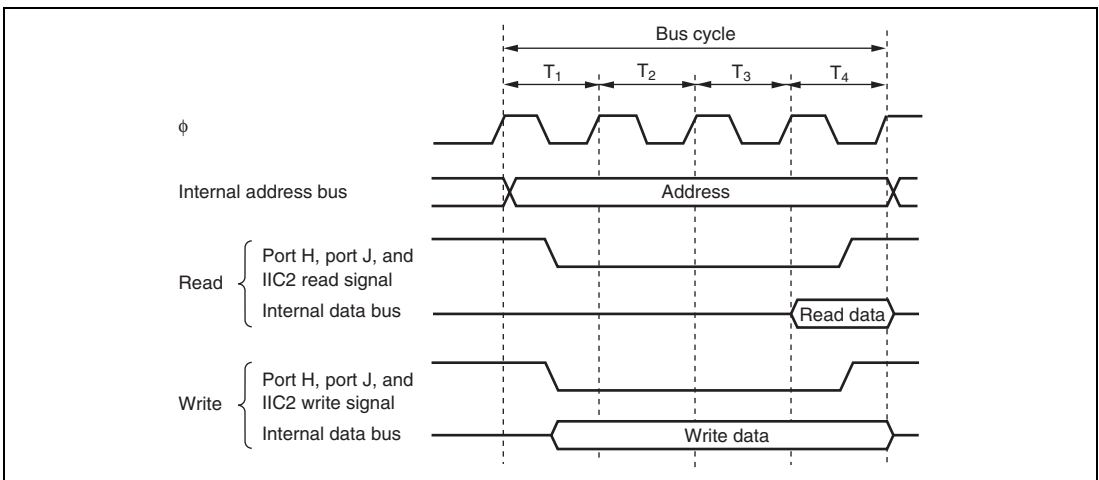 Bus cycle
T₁ T₂ T₃ T₄
ϕ
Internal address bus Address
Read
Port H, port J, and
IIC2 read signal
Internal data bus Read data
Write
Port H, port J, and
IIC2 write signal
Internal data bus Write data